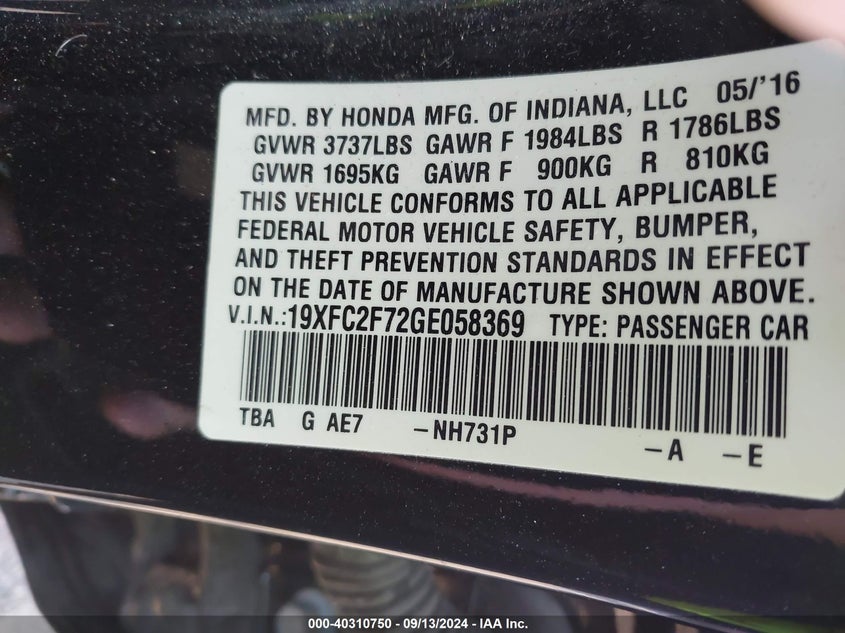 MFD. BY HONDA MFG. OF INDIANA, LLC 05/'16
GVWR 3737LBS GAWR F 1984LBS R 1786LBS
GVWR 1695KG GAWR F 900KG R 810KG
THIS VEHICLE CONFORMS TO ALL APPLICABLE
FEDERAL MOTOR VEHICLE SAFETY, BUMPER,
AND THEFT PREVENTION STANDARDS IN EFFECT
ON THE DATE OF MANUFACTURE SHOWN ABOVE.
V.I.N.:19XFC2F72GE058369 TYPE: PASSENGER CAR
TBA G AE7 -NH731P -A -E
000-40310750 - 09/13/2024 - IAA Inc.